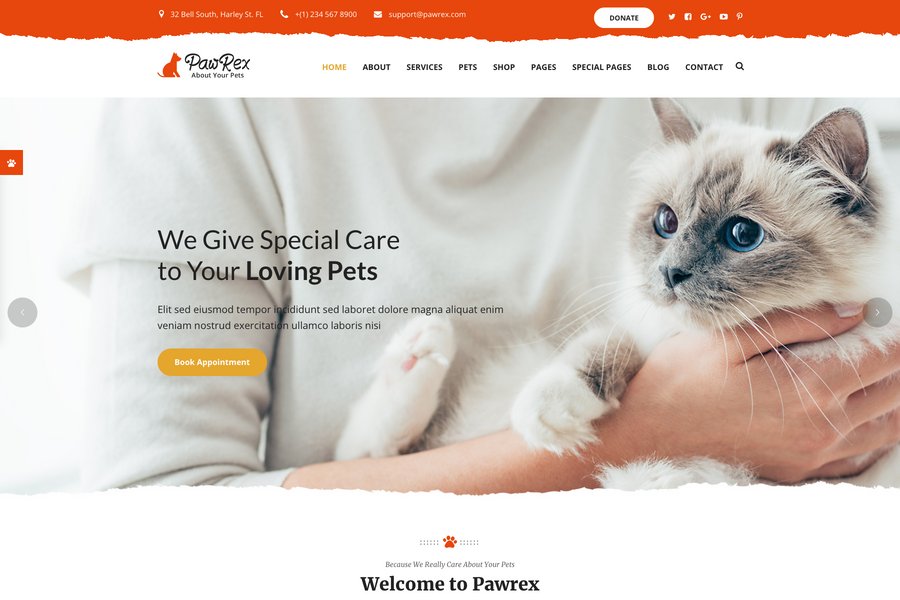 32 Bell South, Harley St. FL
+(1) 234 567 8900
support@pawrex.com
DONATE
PawRex
About Your Pets
HOME ABOUT SERVICES PETS SHOP PAGES SPECIAL PAGES BLOG CONTACT
We Give Special Care
to Your Loving Pets
Elit sed eiusmod tempor incididunt sed laboret dolore magna aliquat enim
veniam nostrud exercitation ullamco laboris nisi
Book Appointment
Because We Really Care About Your Pets
Welcome to Pawrex